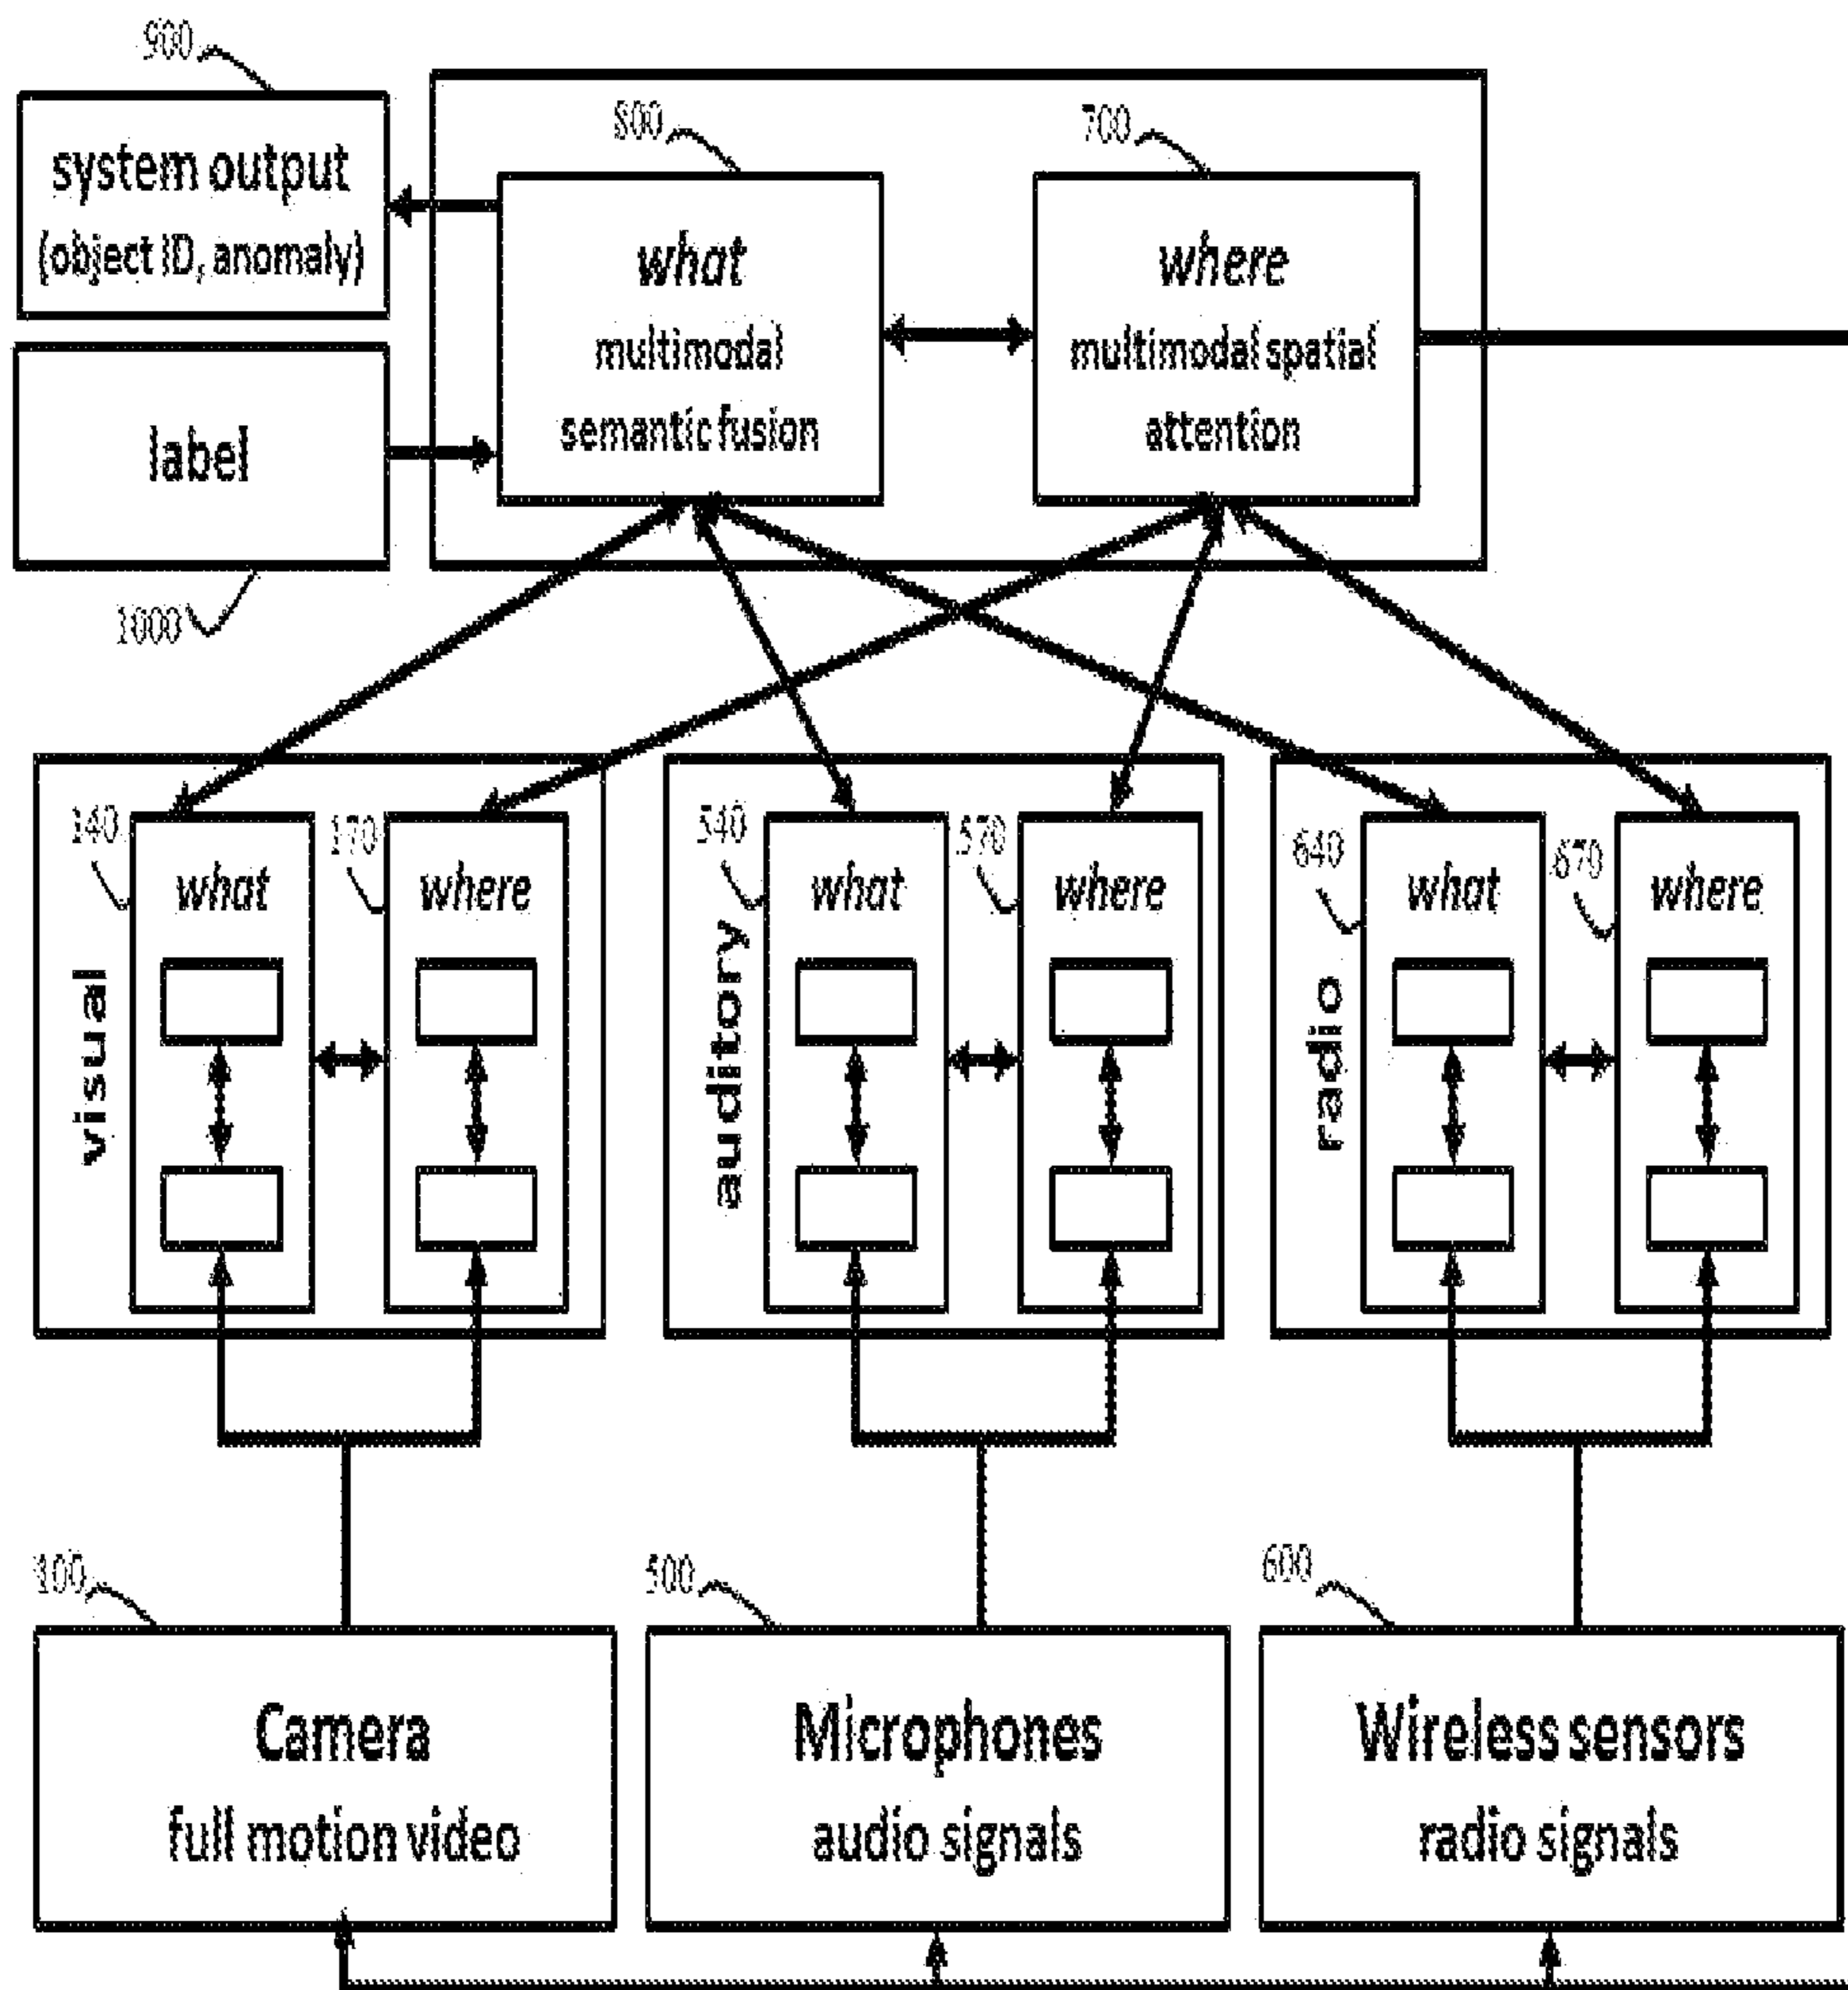 900
800
700
system output
(object ID, anomaly)
what
multimodal
semantic fusion
where
multimodal spatial
attention
label
1000
140
170
540
570
640
670
what
where
what
where
what
where
visual
auditory
radio
100
500
600
Camera
full motion video
Microphones
audio signals
Wireless sensors
radio signals